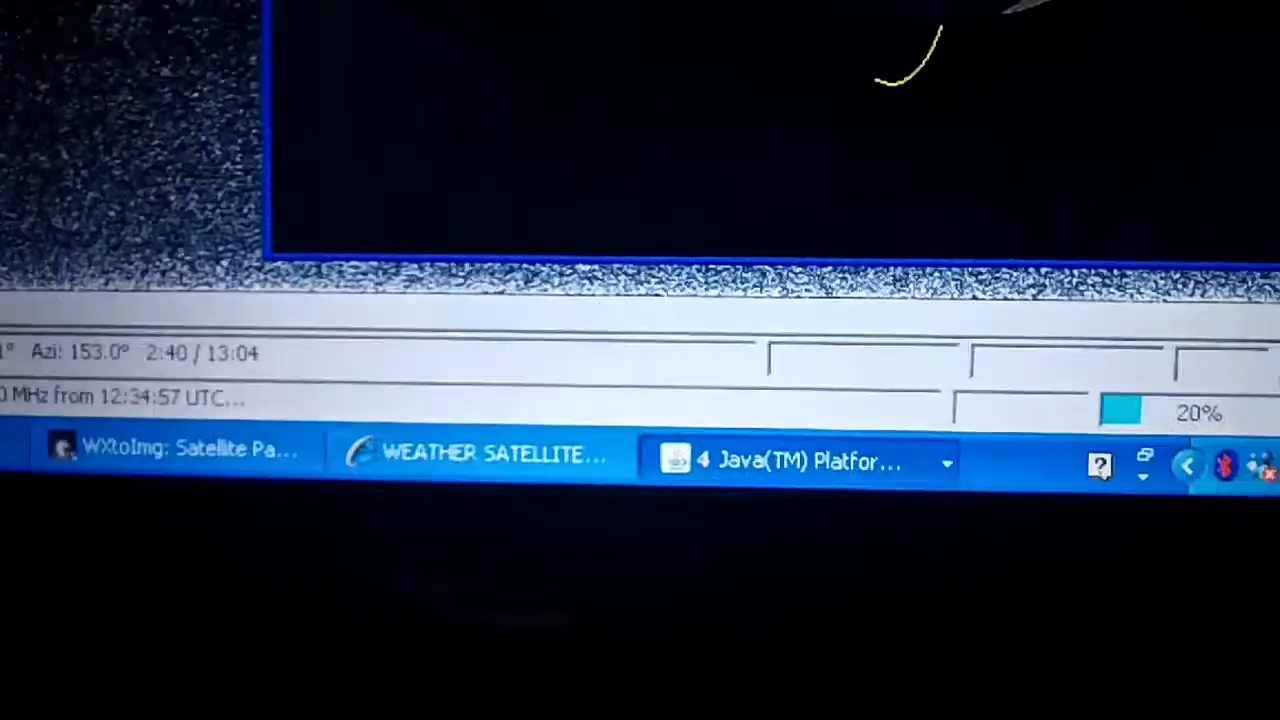 Azi: 153.0° 2:40 / 13:04
0 MHz from 12:34:57 UTC...
20%
WXtoImg: Satellite Pa...
WEATHER SATELLITE...
4 Java(TM) Platfor...
?